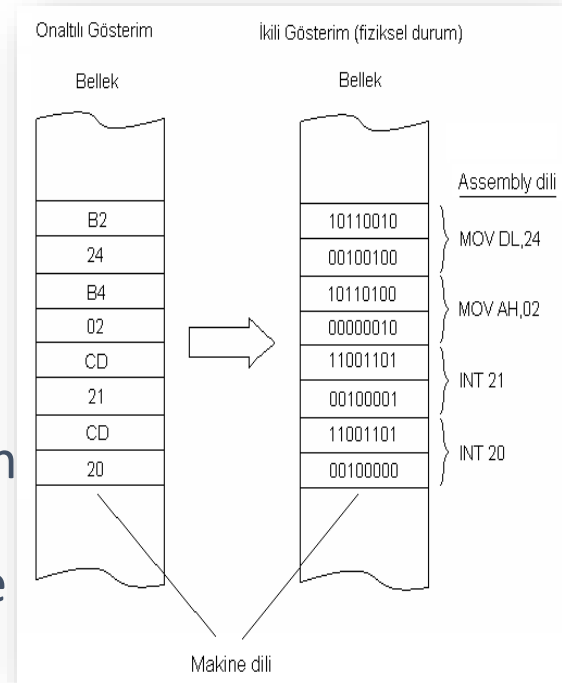 Onaltılı Gösterim
İkili Gösterim (fiziksel durum)
Bellek
Bellek
Assembly dili
B2
24
B4
02
CD
21
CD
20
10110010
00100100
10110100
00000010
11001101
00100001
11001101
00100000
MOV DL,24
MOV AH,02
INT 21
INT 20
Makine dili